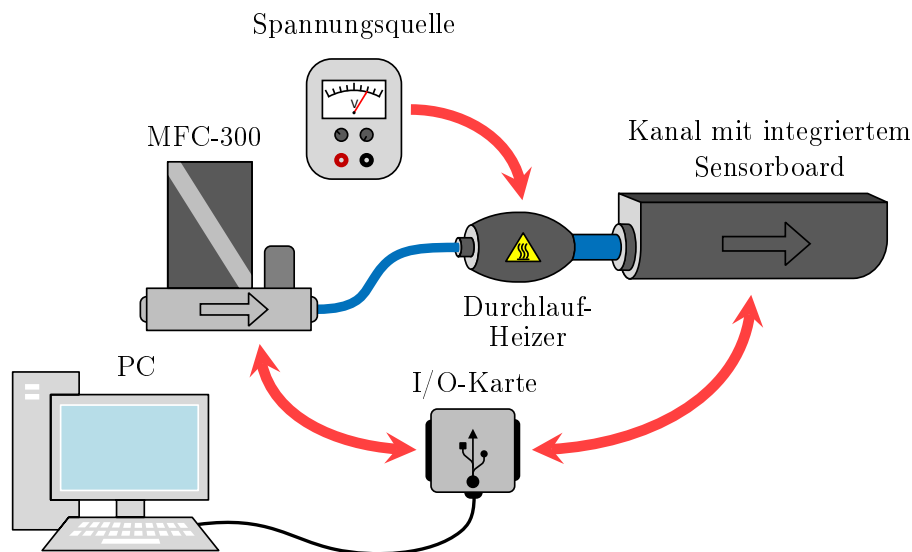 Spannungsquelle
V
MFC-300
Kanal mit integriertem
Sensorboard
Durchlauf-
Heizer
PC
I/O-Karte